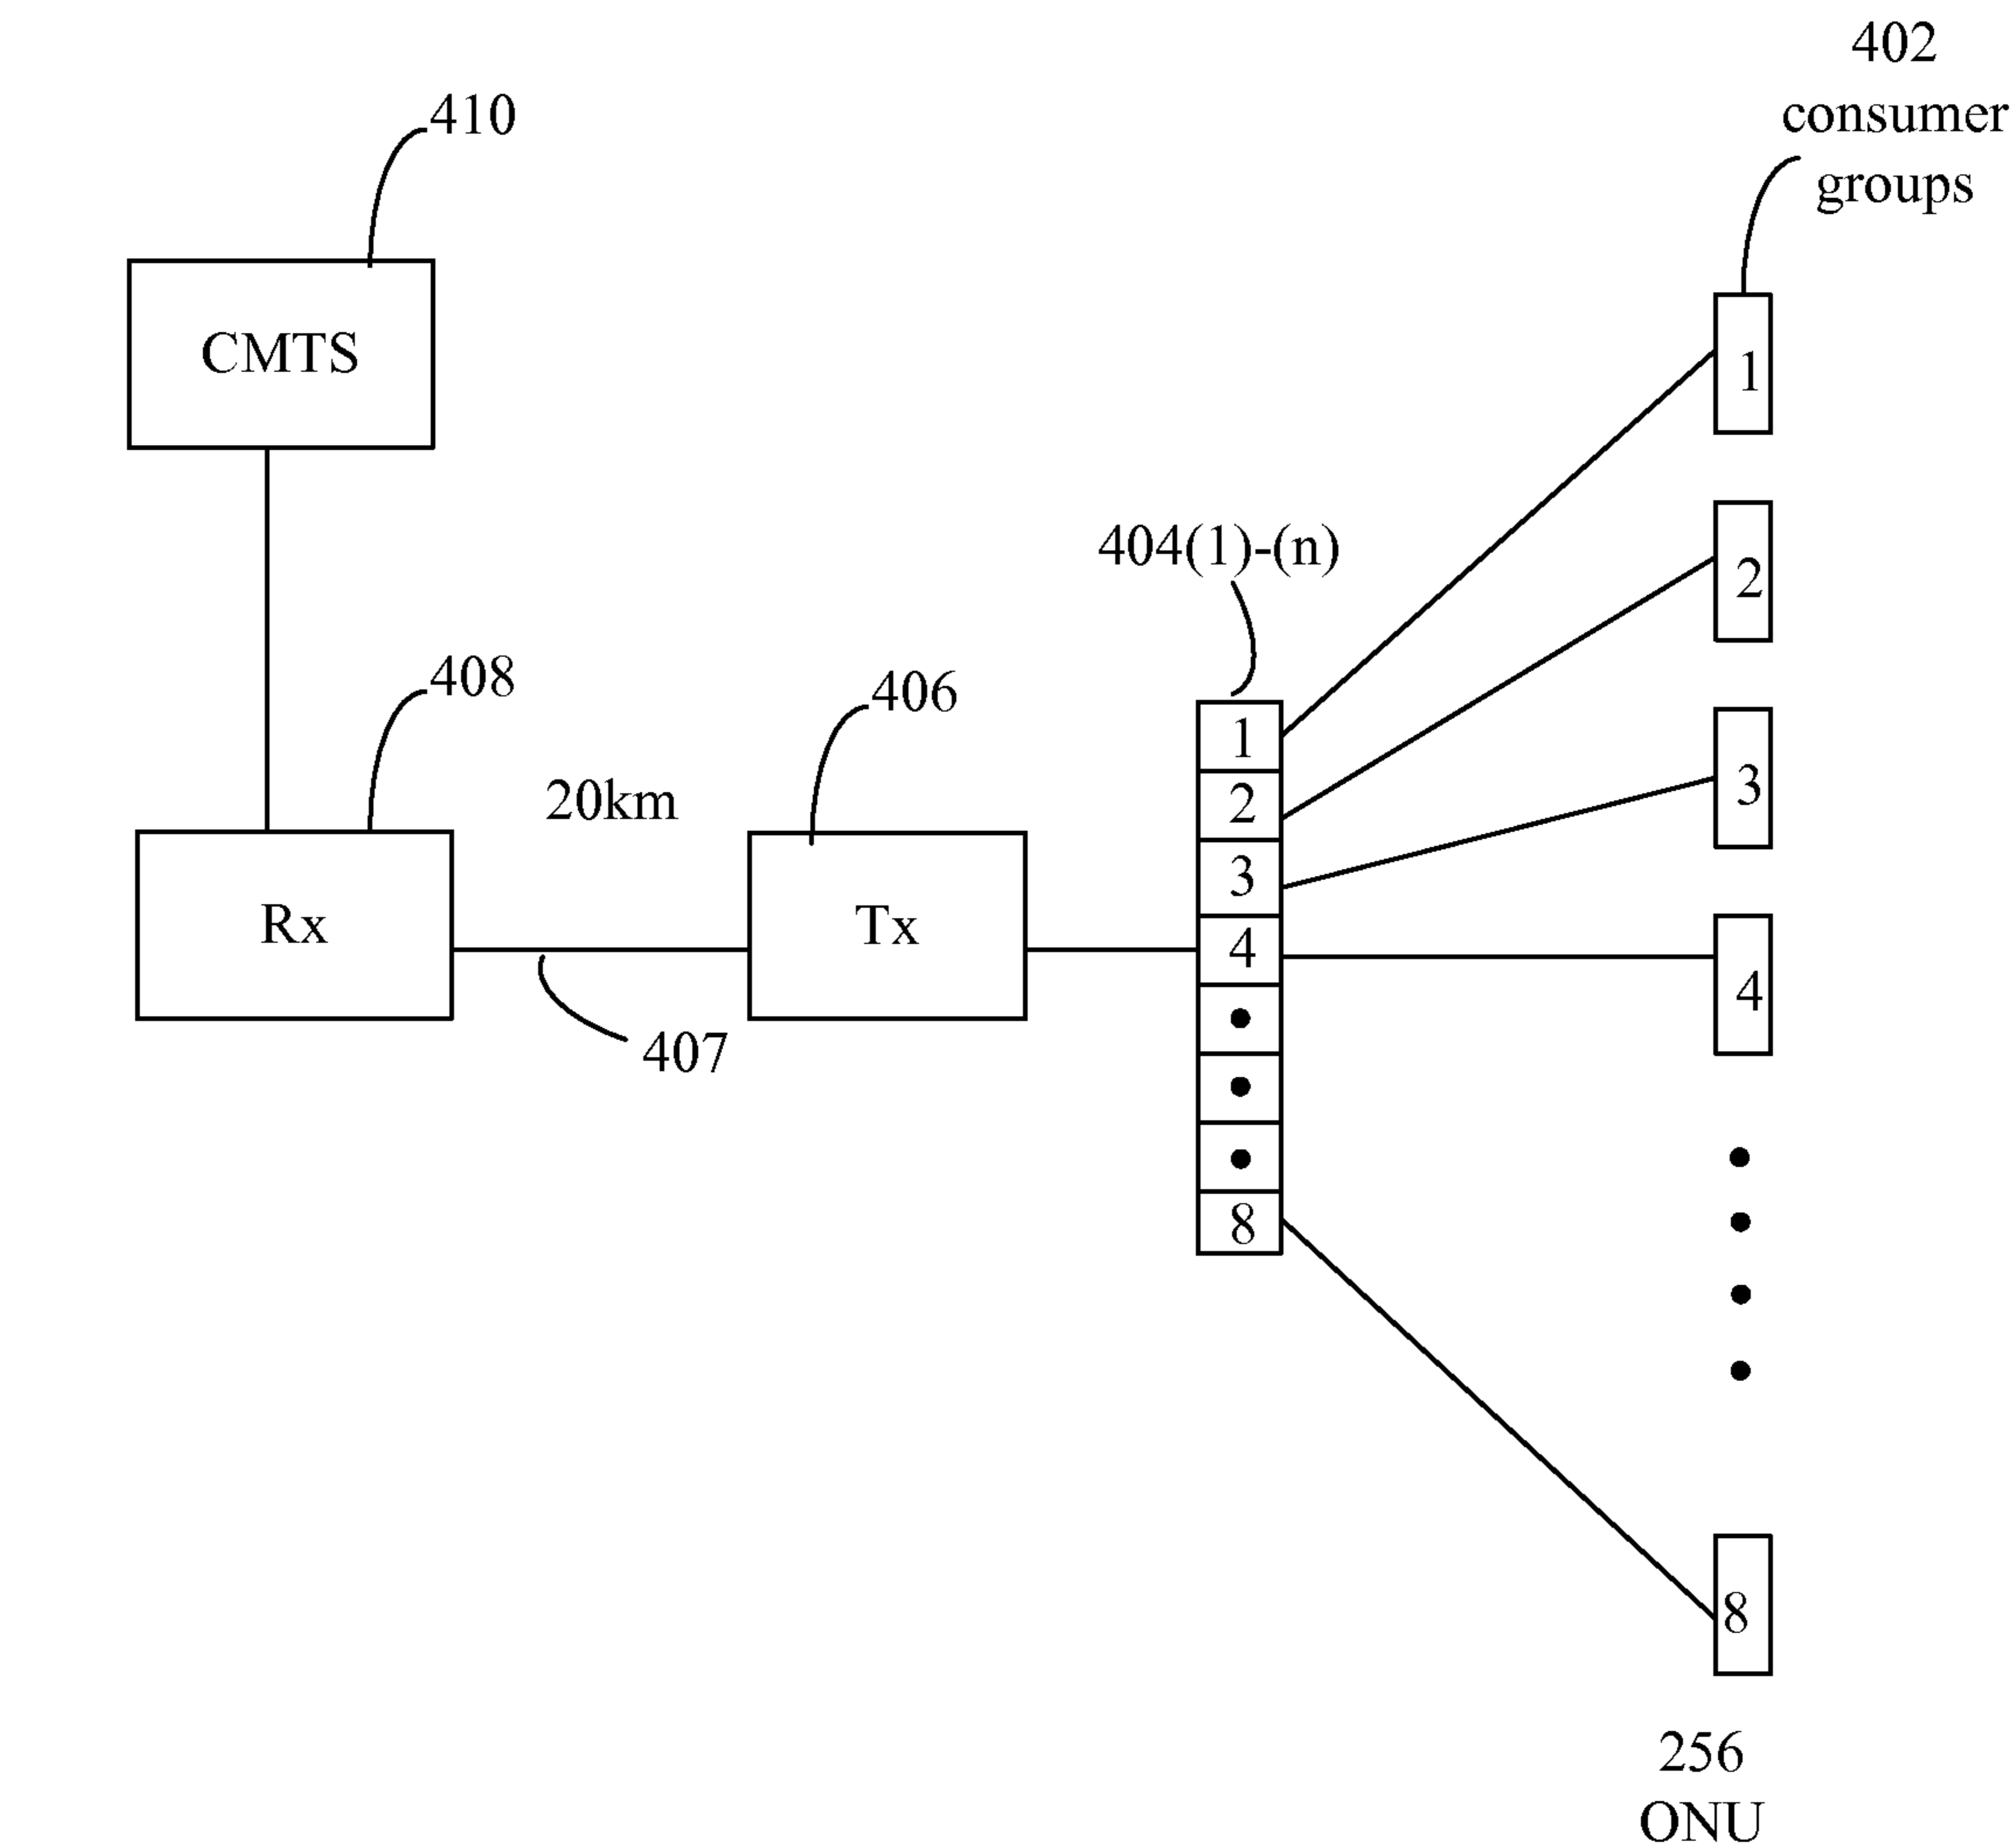 402
consumer
groups
410
CMTS
1
2
404(1)-(n)
408
406
20km
1
2
3
3
Rx
Tx
4
4
407
8
8
256
ONU